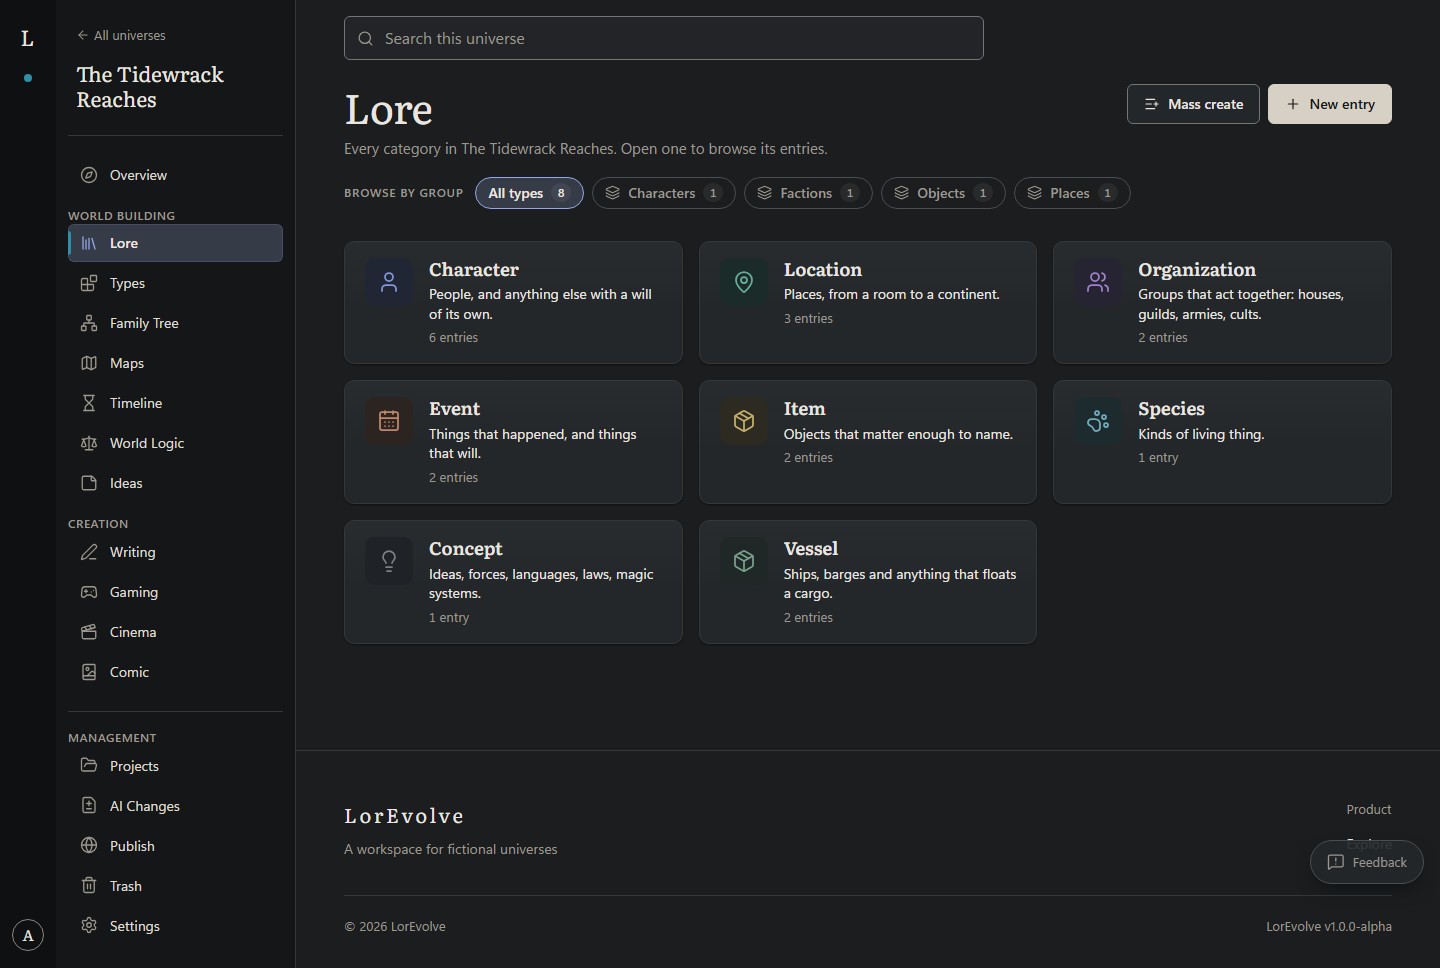 L
All universes
The Tidewrack
Reaches
Overview
WORLD BUILDING
Lore
Types
Family Tree
Maps
Timeline
World Logic
Ideas
CREATION
Writing
Gaming
Cinema
Comic
MANAGEMENT
Projects
AI Changes
Publish
Trash
Settings
A
Search this universe
Lore
Mass create
New entry
Every category in The Tidewrack Reaches. Open one to browse its entries.
BROWSE BY GROUP
All types 8
Characters 1
Factions 1
Objects 1
Places 1
Character
People, and anything else with a will
of its own.
6 entries
Location
Places, from a room to a continent.
3 entries
Organization
Groups that act together: houses,
guilds, armies, cults.
2 entries
Event
Things that happened, and things
that will.
2 entries
Item
Objects that matter enough to name.
2 entries
Species
Kinds of living thing.
1 entry
Concept
Ideas, forces, languages, laws, magic
systems.
1 entry
Vessel
Ships, barges and anything that floats
a cargo.
2 entries
LorEvolve
A workspace for fictional universes
Product
Explore
Feedback
© 2026 LorEvolve
LorEvolve v1.0.0-alpha